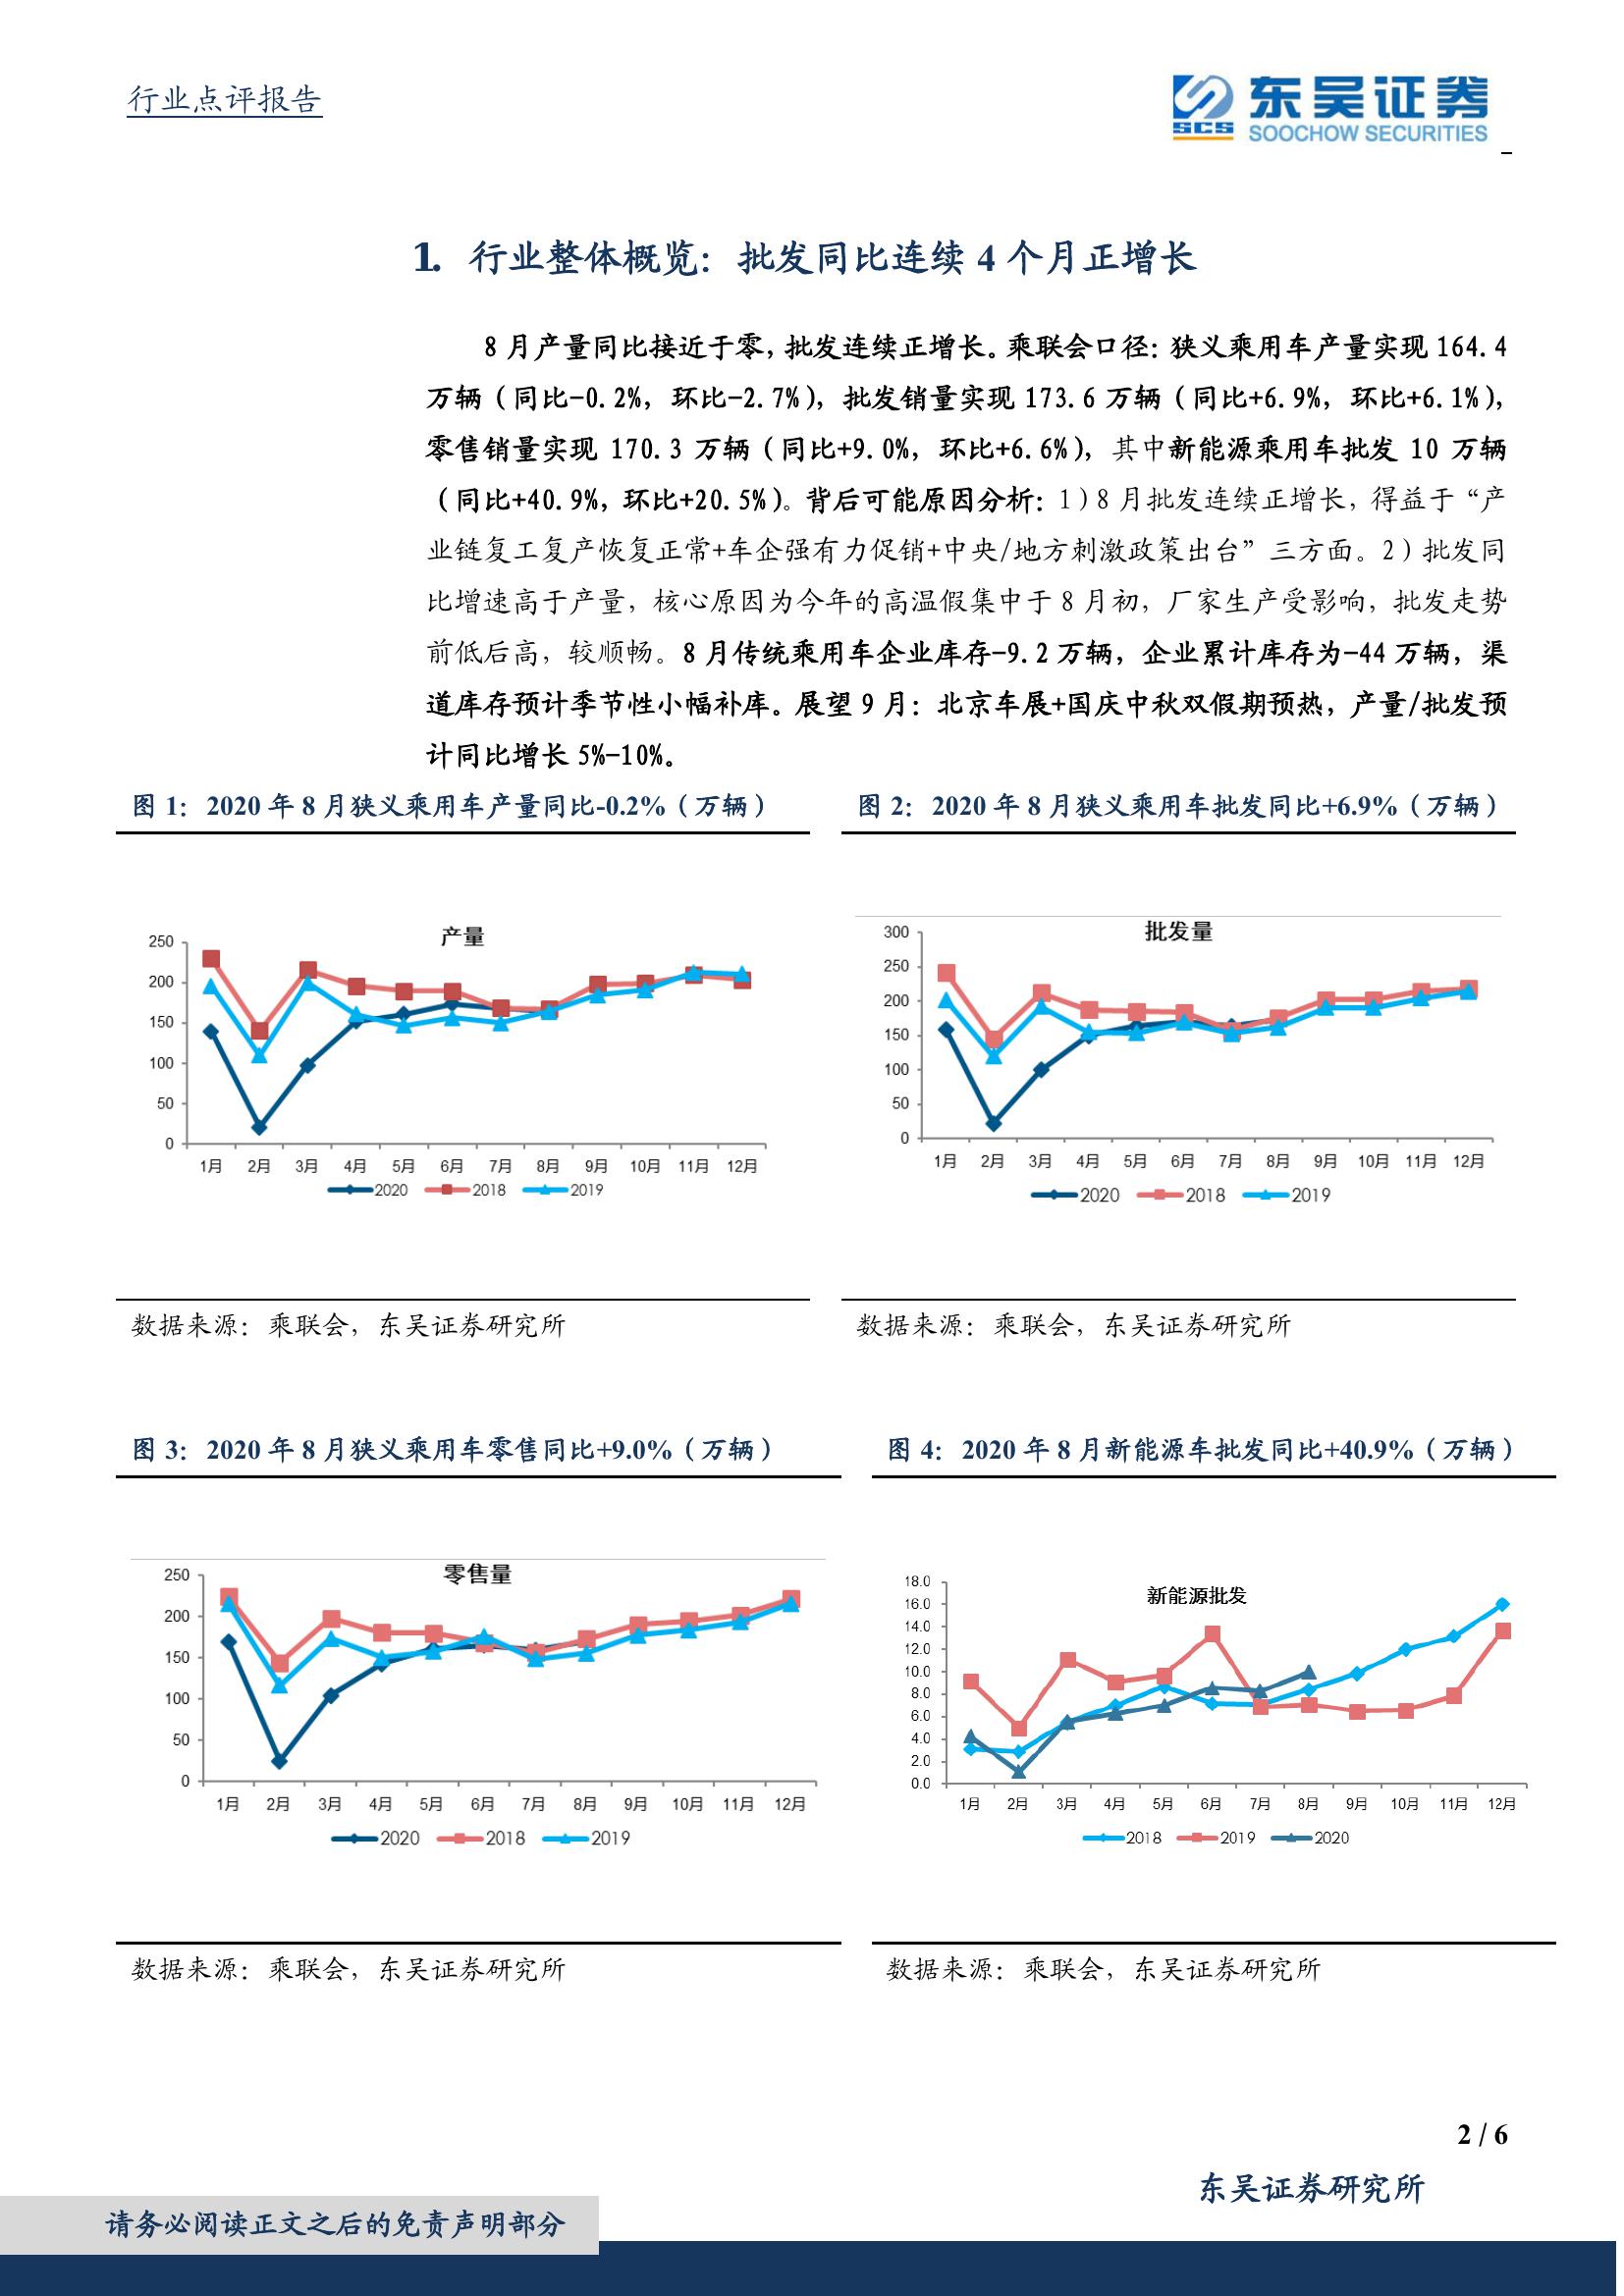 行业点评报告
东吴证券
SCS
SOOCHOW SECURITIES
1. 行业整体概览：批发同比连续 4 个月正增长
8 月产量同比接近于零，批发连续正增长。乘联会口径：狭义乘用车产量实现 164.4
万辆（同比-0.2%，环比-2.7%），批发销量实现 173.6 万辆（同比+6.9%，环比+6.1%），
零售销量实现 170.3 万辆（同比+9.0%，环比+6.6%），其中新能源乘用车批发 10 万辆
（同比+40.9%，环比+20.5%）。背后可能原因分析：1）8 月批发连续正增长，得益于“产
业链复工复产恢复正常+车企强有力促销+中央/地方刺激政策出台”三方面。2）批发同
比增速高于产量，核心原因为今年的高温假集中于 8 月初，厂家生产受影响，批发走势
前低后高，较顺畅。8 月传统乘用车企业库存-9.2 万辆，企业累计库存为-44 万辆，渠
道库存预计季节性小幅补库。展望 9 月：北京车展+国庆中秋双假期预热，产量/批发预
计同比增长 5%-10%。
图 1：2020 年 8 月狭义乘用车产量同比-0.2%（万辆）
产量
250
200
150
100
50
0
1月 2月 3月 4月 5月 6月 7月 8月 9月 10月 11月 12月
2020 2018 2019
数据来源：乘联会，东吴证券研究所
图 2：2020 年 8 月狭义乘用车批发同比+6.9%（万辆）
批发量
300
250
200
150
100
50
0
1月 2月 3月 4月 5月 6月 7月 8月 9月 10月 11月 12月
2020 2018 2019
数据来源：乘联会，东吴证券研究所
图 3：2020 年 8 月狭义乘用车零售同比+9.0%（万辆）
零售量
250
200
150
100
50
0
1月 2月 3月 4月 5月 6月 7月 8月 9月 10月 11月 12月
2020 2018 2019
数据来源：乘联会，东吴证券研究所
图 4：2020 年 8 月新能源车批发同比+40.9%（万辆）
新能源批发
18.0
16.0
14.0
12.0
10.0
8.0
6.0
4.0
2.0
0.0
1月 2月 3月 4月 5月 6月 7月 8月 9月 10月 11月 12月
2018 2019 2020
数据来源：乘联会，东吴证券研究所
2 / 6
东吴证券研究所
请务必阅读正文之后的免责声明部分